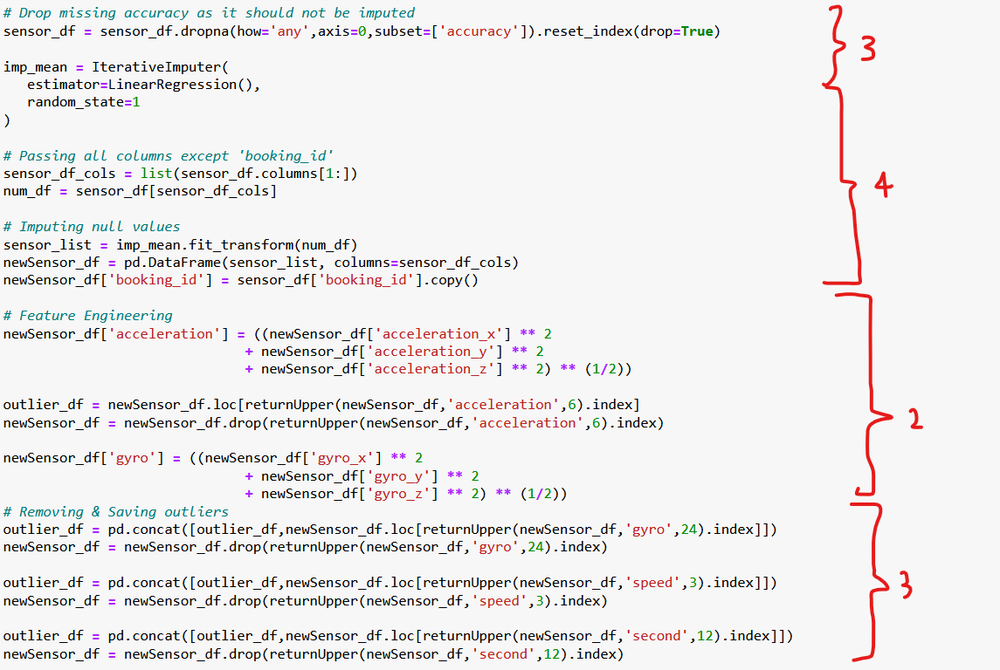 # Drop missing accuracy as it should not be imputed
sensor_df = sensor_df.dropna(how='any',axis=0,subset=['accuracy']).reset_index(drop=True)
3
imp_mean = IterativeImputer(
estimator=LinearRegression(),
random_state=1
)
# Passing all columns except 'booking_id'
sensor_df_cols = list(sensor_df.columns[1:])
num_df = sensor_df[sensor_df_cols]
4
# Imputing null values
sensor_list = imp_mean.fit_transform(num_df)
newSensor_df = pd.DataFrame(sensor_list, columns=sensor_df_cols)
newSensor_df['booking_id'] = sensor_df['booking_id'].copy()
# Feature Engineering
newSensor_df['acceleration'] = ((newSensor_df['acceleration_x'] ** 2
+ newSensor_df['acceleration_y'] ** 2
+ newSensor_df['acceleration_z'] ** 2) ** (1/2))
outlier_df = newSensor_df.loc[returnUpper(newSensor_df,'acceleration',6).index]
newSensor_df = newSensor_df.drop(returnUpper(newSensor_df,'acceleration',6).index)
2
newSensor_df['gyro'] = ((newSensor_df['gyro_x'] ** 2
+ newSensor_df['gyro_y'] ** 2
+ newSensor_df['gyro_z'] ** 2) ** (1/2))
# Removing & Saving outliers
outlier_df = pd.concat([outlier_df,newSensor_df.loc[returnUpper(newSensor_df,'gyro',24).index]])
newSensor_df = newSensor_df.drop(returnUpper(newSensor_df,'gyro',24).index)
outlier_df = pd.concat([outlier_df,newSensor_df.loc[returnUpper(newSensor_df,'speed',3).index]])
3
newSensor_df = newSensor_df.drop(returnUpper(newSensor_df,'speed',3).index)
outlier_df = pd.concat([outlier_df,newSensor_df.loc[returnUpper(newSensor_df,'second',12).index]])
newSensor_df = newSensor_df.drop(returnUpper(newSensor_df,'second',12).index)